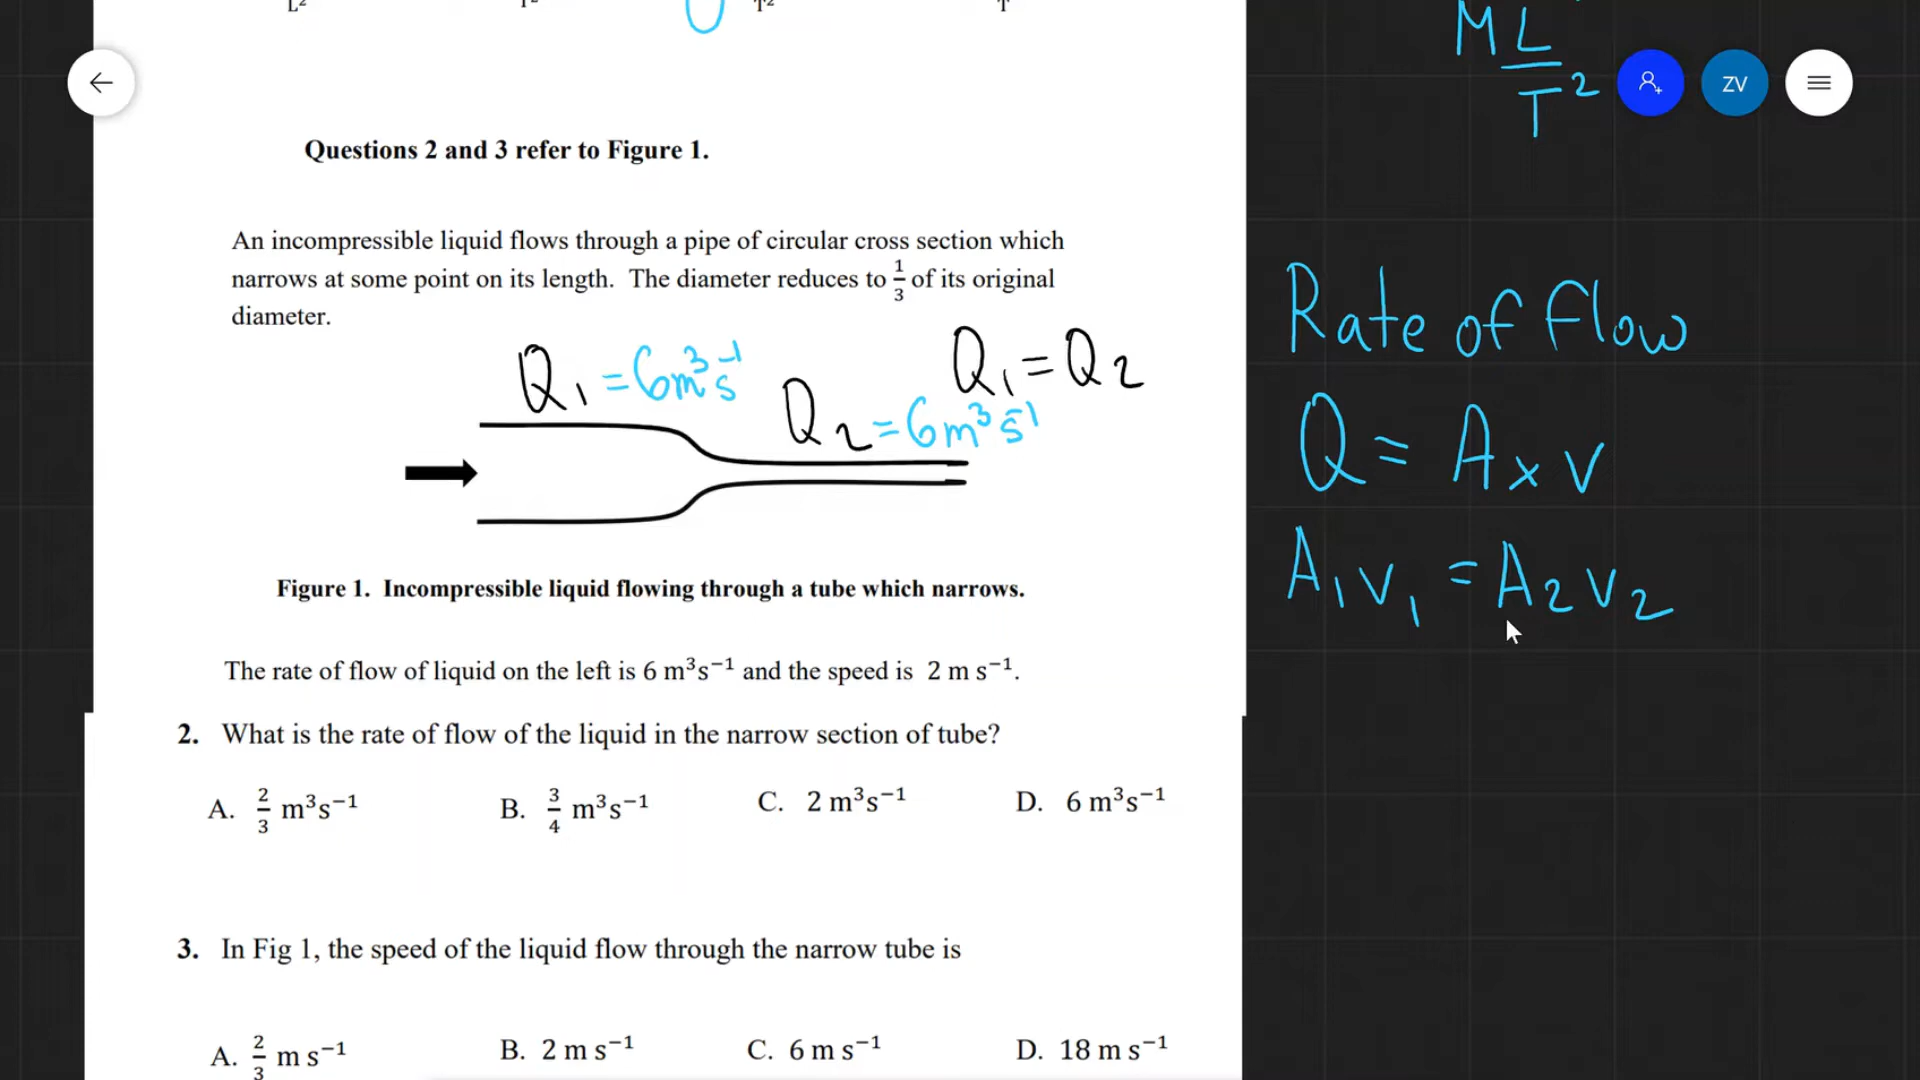 L² T² T
M L
T 2
ZV
Questions 2 and 3 refer to Figure 1.
An incompressible liquid flows through a pipe of circular cross section which
narrows at some point on its length. The diameter reduces to 1/3 of its original
diameter.
Q1 = 6m³s⁻¹
Q1 = Q2
Q2 = 6m³s⁻¹
Figure 1. Incompressible liquid flowing through a tube which narrows.
The rate of flow of liquid on the left is 6 m³s⁻¹ and the speed is 2 m s⁻¹.
2. What is the rate of flow of the liquid in the narrow section of tube?
A. 2/3 m³s⁻¹ B. 3/4 m³s⁻¹ C. 2 m³s⁻¹ D. 6 m³s⁻¹
3. In Fig 1, the speed of the liquid flow through the narrow tube is
A. 2/3 m s⁻¹ B. 2 m s⁻¹ C. 6 m s⁻¹ D. 18 m s⁻¹
Rate of flow
Q = A x v
A1v1 = A2v2